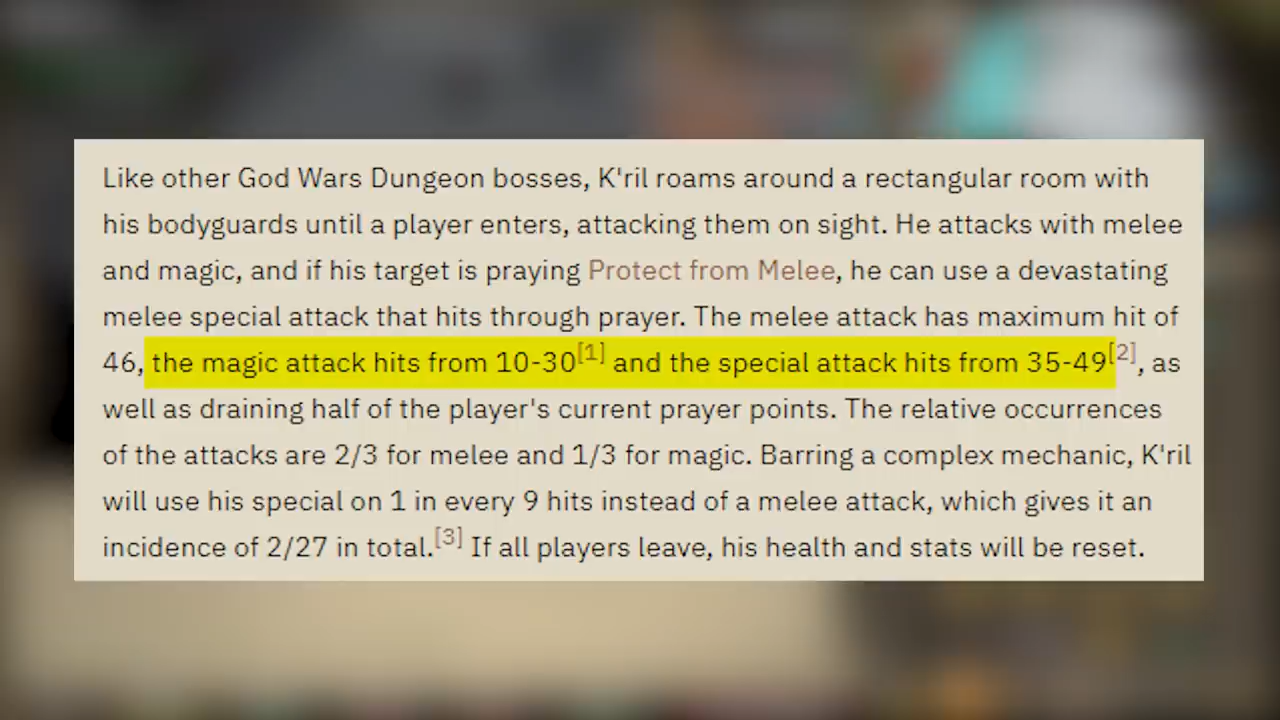 Like other God Wars Dungeon bosses, K'ril roams around a rectangular room with
his bodyguards until a player enters, attacking them on sight. He attacks with melee
and magic, and if his target is praying Protect from Melee, he can use a devastating
melee special attack that hits through prayer. The melee attack has maximum hit of
46, the magic attack hits from 10-30[1] and the special attack hits from 35-49[2], as
well as draining half of the player's current prayer points. The relative occurrences
of the attacks are 2/3 for melee and 1/3 for magic. Barring a complex mechanic, K'ril
will use his special on 1 in every 9 hits instead of a melee attack, which gives it an
incidence of 2/27 in total.[3] If all players leave, his health and stats will be reset.